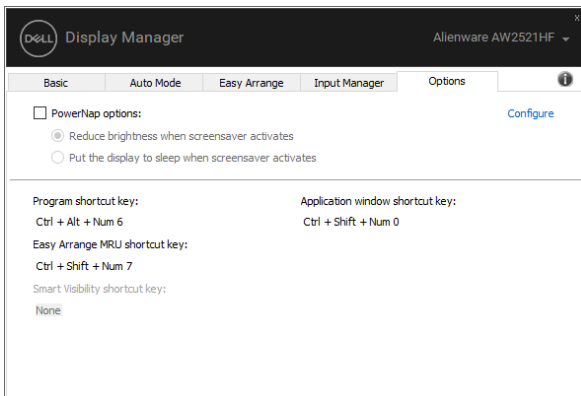 DELL Display Manager
Alienware AW2521HF
x
Basic
Auto Mode
Easy Arrange
Input Manager
Options
i
PowerNap options:
Configure
Reduce brightness when screensaver activates
Put the display to sleep when screensaver activates
Program shortcut key:
Application window shortcut key:
Ctrl + Alt + Num 6
Ctrl + Shift + Num 0
Easy Arrange MRU shortcut key:
Ctrl + Shift + Num 7
Smart Visibility shortcut key:
None